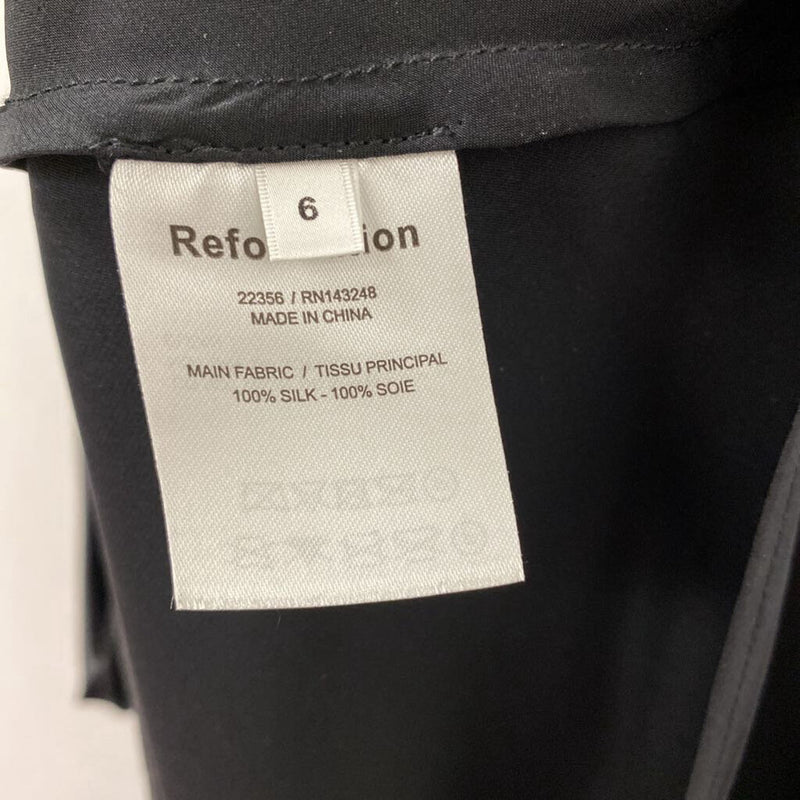 6
Refo ion
22356 / RN143248
MADE IN CHINA
MAIN FABRIC / TISSU PRINCIPAL
100% SILK - 100% SOIE